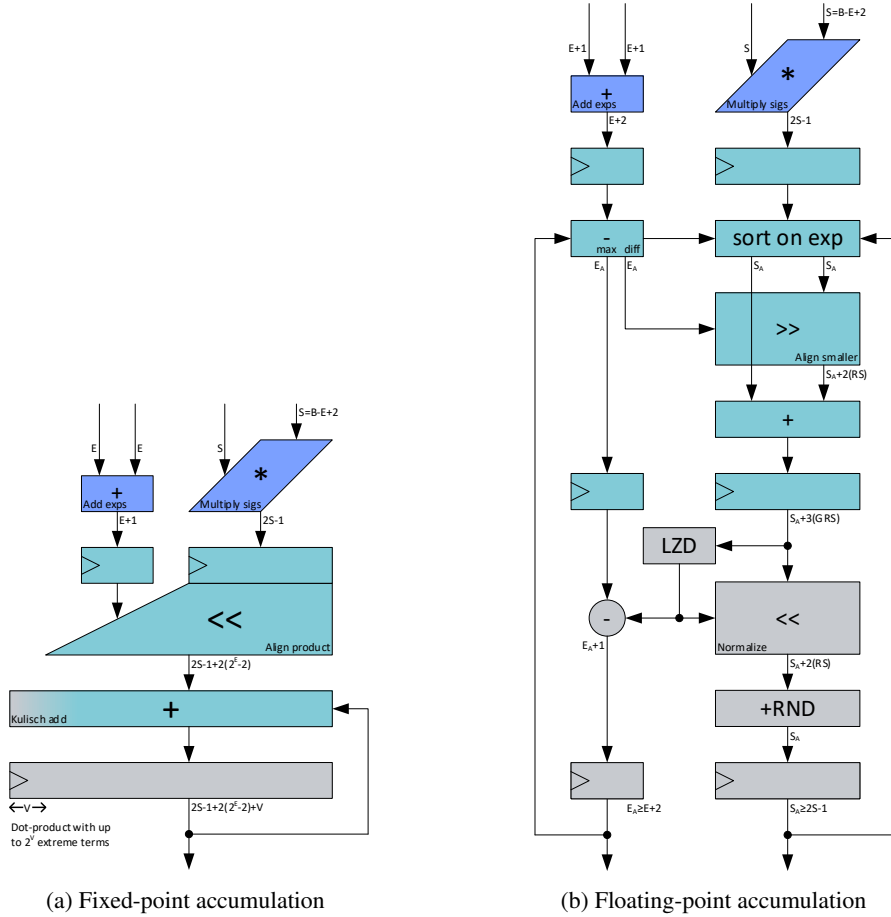 E
E
S
S=B-E+2
+
Add exps
*
Multiply sigs
E+1
2S-1
<<
Align product
2S-1+2(2^E-2)
+
Kulisch add
V
2S-1+2(2^E-2)+V
Dot-product with up
to 2^V extreme terms
(a) Fixed-point accumulation
E+1
E+1
S
S=B-E+2
+
Add exps
*
Multiply sigs
E+2
2S-1
-
max diff
sort on exp
E_A
E_A
S_A
S_A
>>
Align smaller
S_A+2(RS)
+
S_A+3(GRS)
LZD
-
<<
Normalize
E_A+1
S_A+2(RS)
+RND
S_A
E_A≥E+2
S_A≥2S-1
(b) Floating-point accumulation